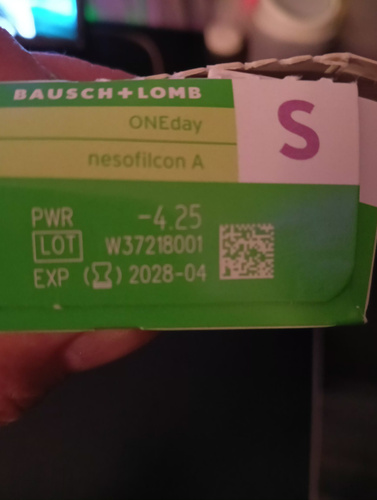 BAUSCH+LOMB
ONEday
nesofilcon A
S
PWR -4.25
LOT W37218001
EXP 2028-04